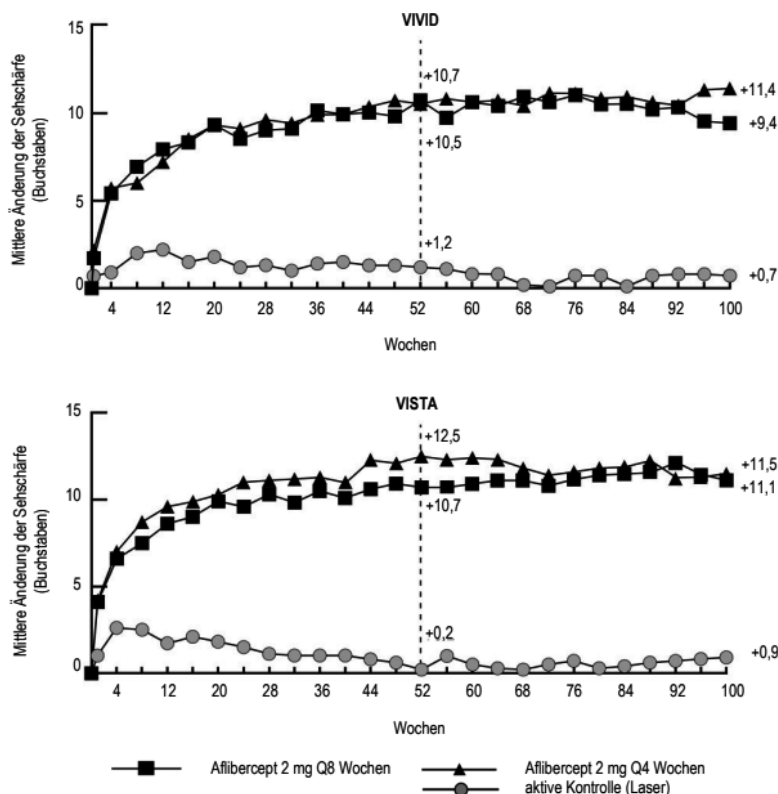 VIVID
Mittlere Änderung der Sehschärfe
(Buchstaben)
15
10
5
0
+10,7
+10,5
+1,2
+11,4
+9,4
+0,7
4 12 20 28 36 44 52 60 68 76 84 92 100
Wochen
VISTA
Mittlere Änderung der Sehschärfe
(Buchstaben)
15
10
5
0
+12,5
+10,7
+0,2
+11,5
+11,1
+0,9
4 12 20 28 36 44 52 60 68 76 84 92 100
Wochen
Aflibercept 2 mg Q8 Wochen
Aflibercept 2 mg Q4 Wochen
aktive Kontrolle (Laser)